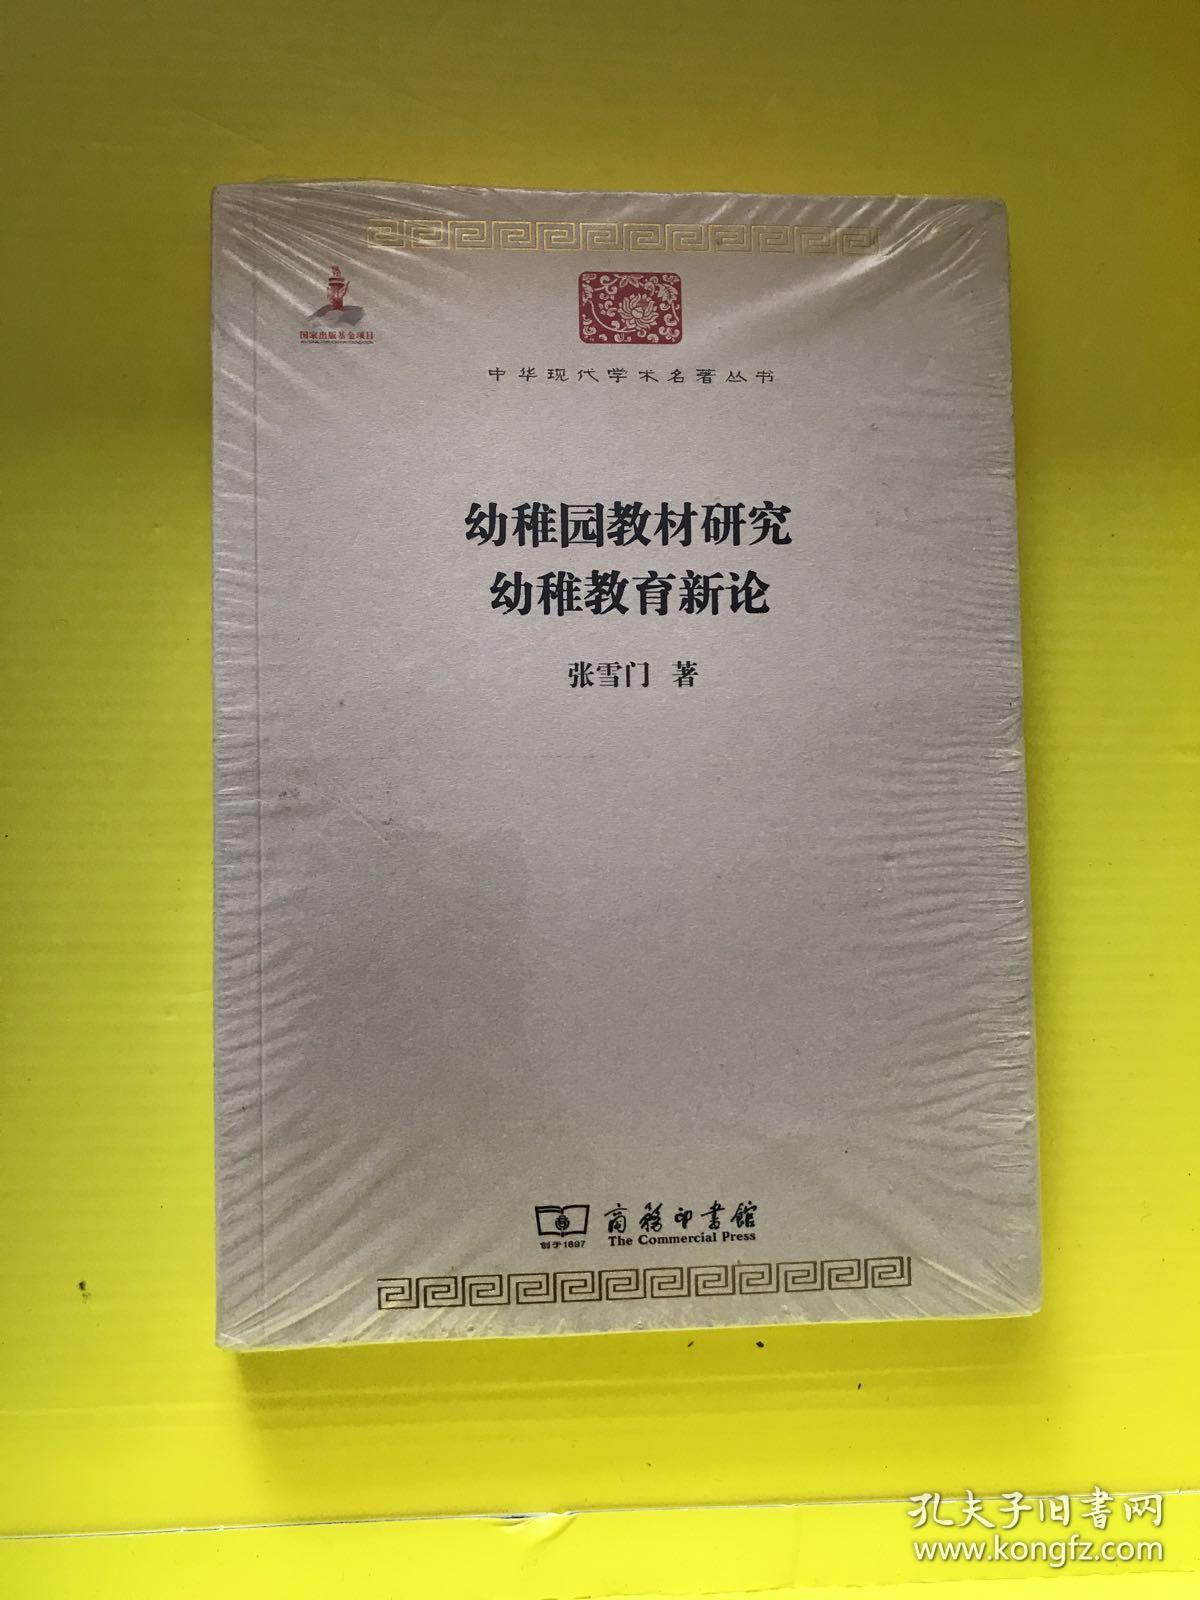 国家出版基金项目
中华现代学术名著丛书
幼稚园教材研究
幼稚教育新论
张雪门 著
商務印書館
创于1897 The Commercial Press
孔夫子旧书网
www.kongfz.com